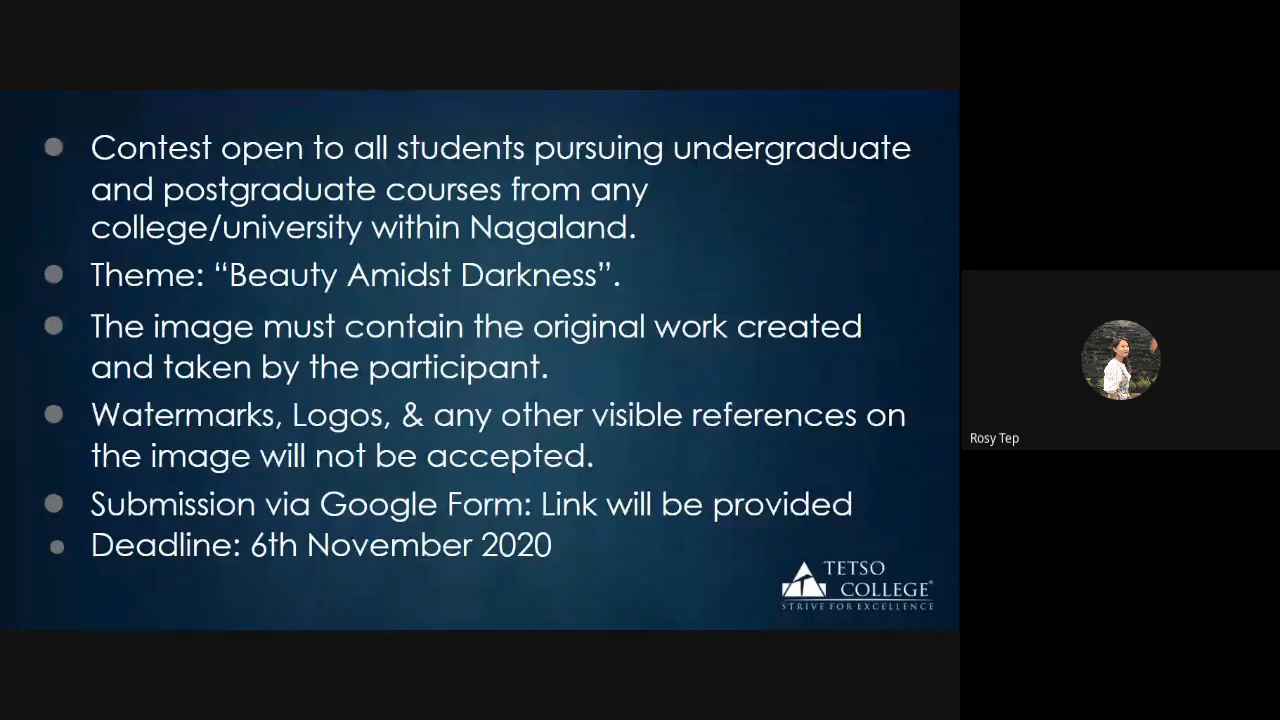 Contest open to all students pursuing undergraduate
and postgraduate courses from any
college/university within Nagaland.
Theme: “Beauty Amidst Darkness”.
The image must contain the original work created
and taken by the participant.
Watermarks, Logos, & any other visible references on
the image will not be accepted.
Submission via Google Form: Link will be provided
Deadline: 6th November 2020
TETSO
COLLEGE®
STRIVE FOR EXCELLENCE
Rosy Tep